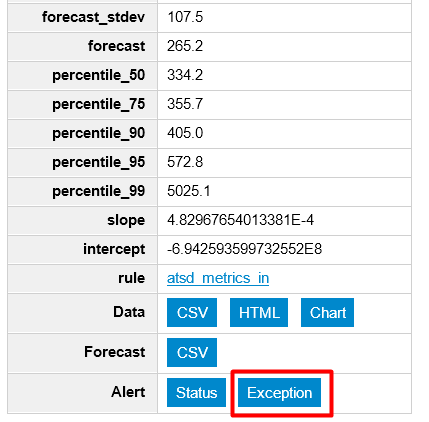 forecast_stdev 107.5
forecast 265.2
percentile_50 334.2
percentile_75 355.7
percentile_90 405.0
percentile_95 572.8
percentile_99 5025.1
slope 4.82967654013381E-4
intercept -6.942593599732552E8
rule atsd_metrics_in
Data CSV HTML Chart
Forecast CSV
Alert Status Exception